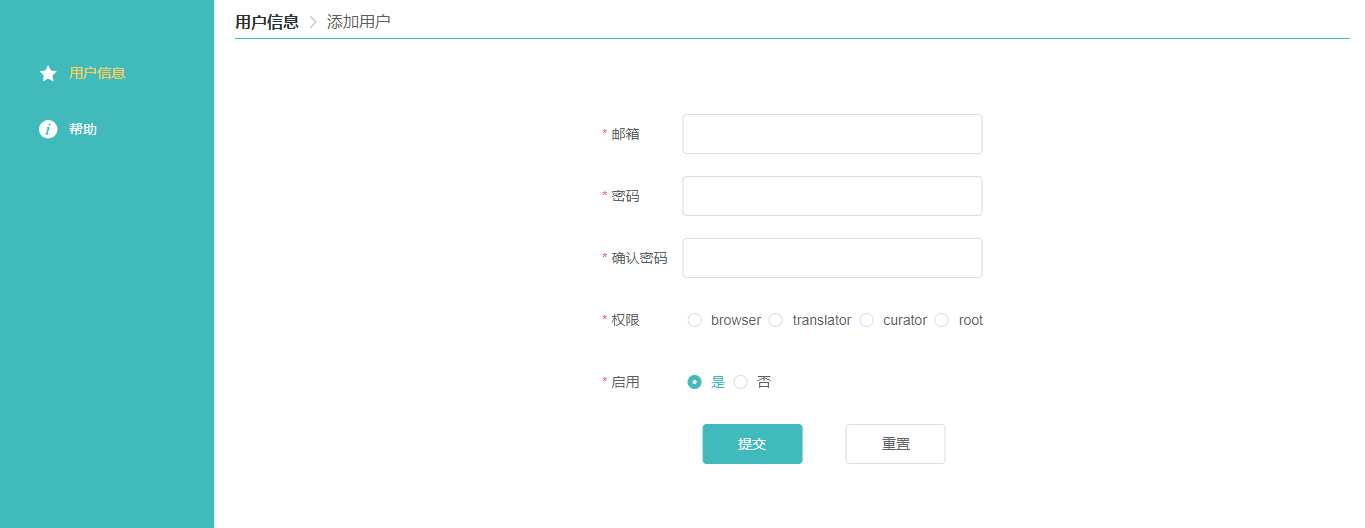 用户信息 添加用户
用户信息
帮助
* 邮箱
* 密码
* 确认密码
* 权限 browser translator curator root
* 启用 是 否
提交 重置